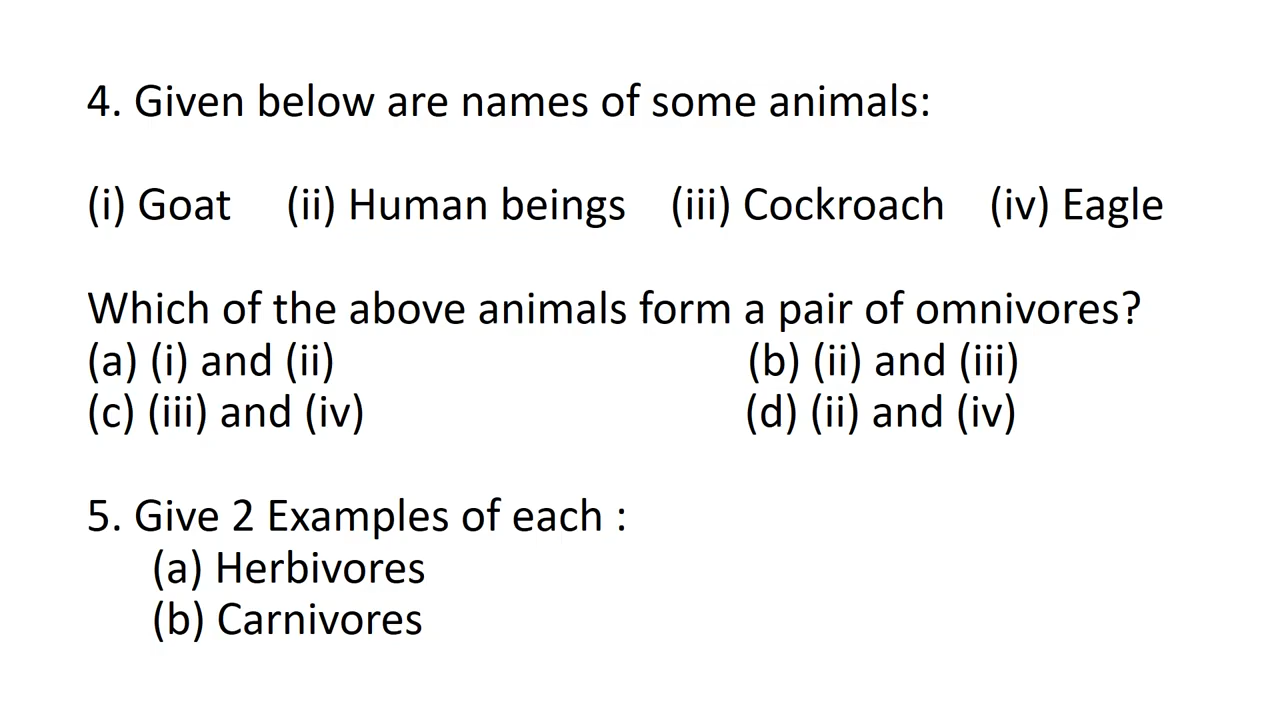 4. Given below are names of some animals:
(i) Goat (ii) Human beings (iii) Cockroach (iv) Eagle
Which of the above animals form a pair of omnivores?
(a) (i) and (ii) (b) (ii) and (iii)
(c) (iii) and (iv) (d) (ii) and (iv)
5. Give 2 Examples of each :
(a) Herbivores
(b) Carnivores